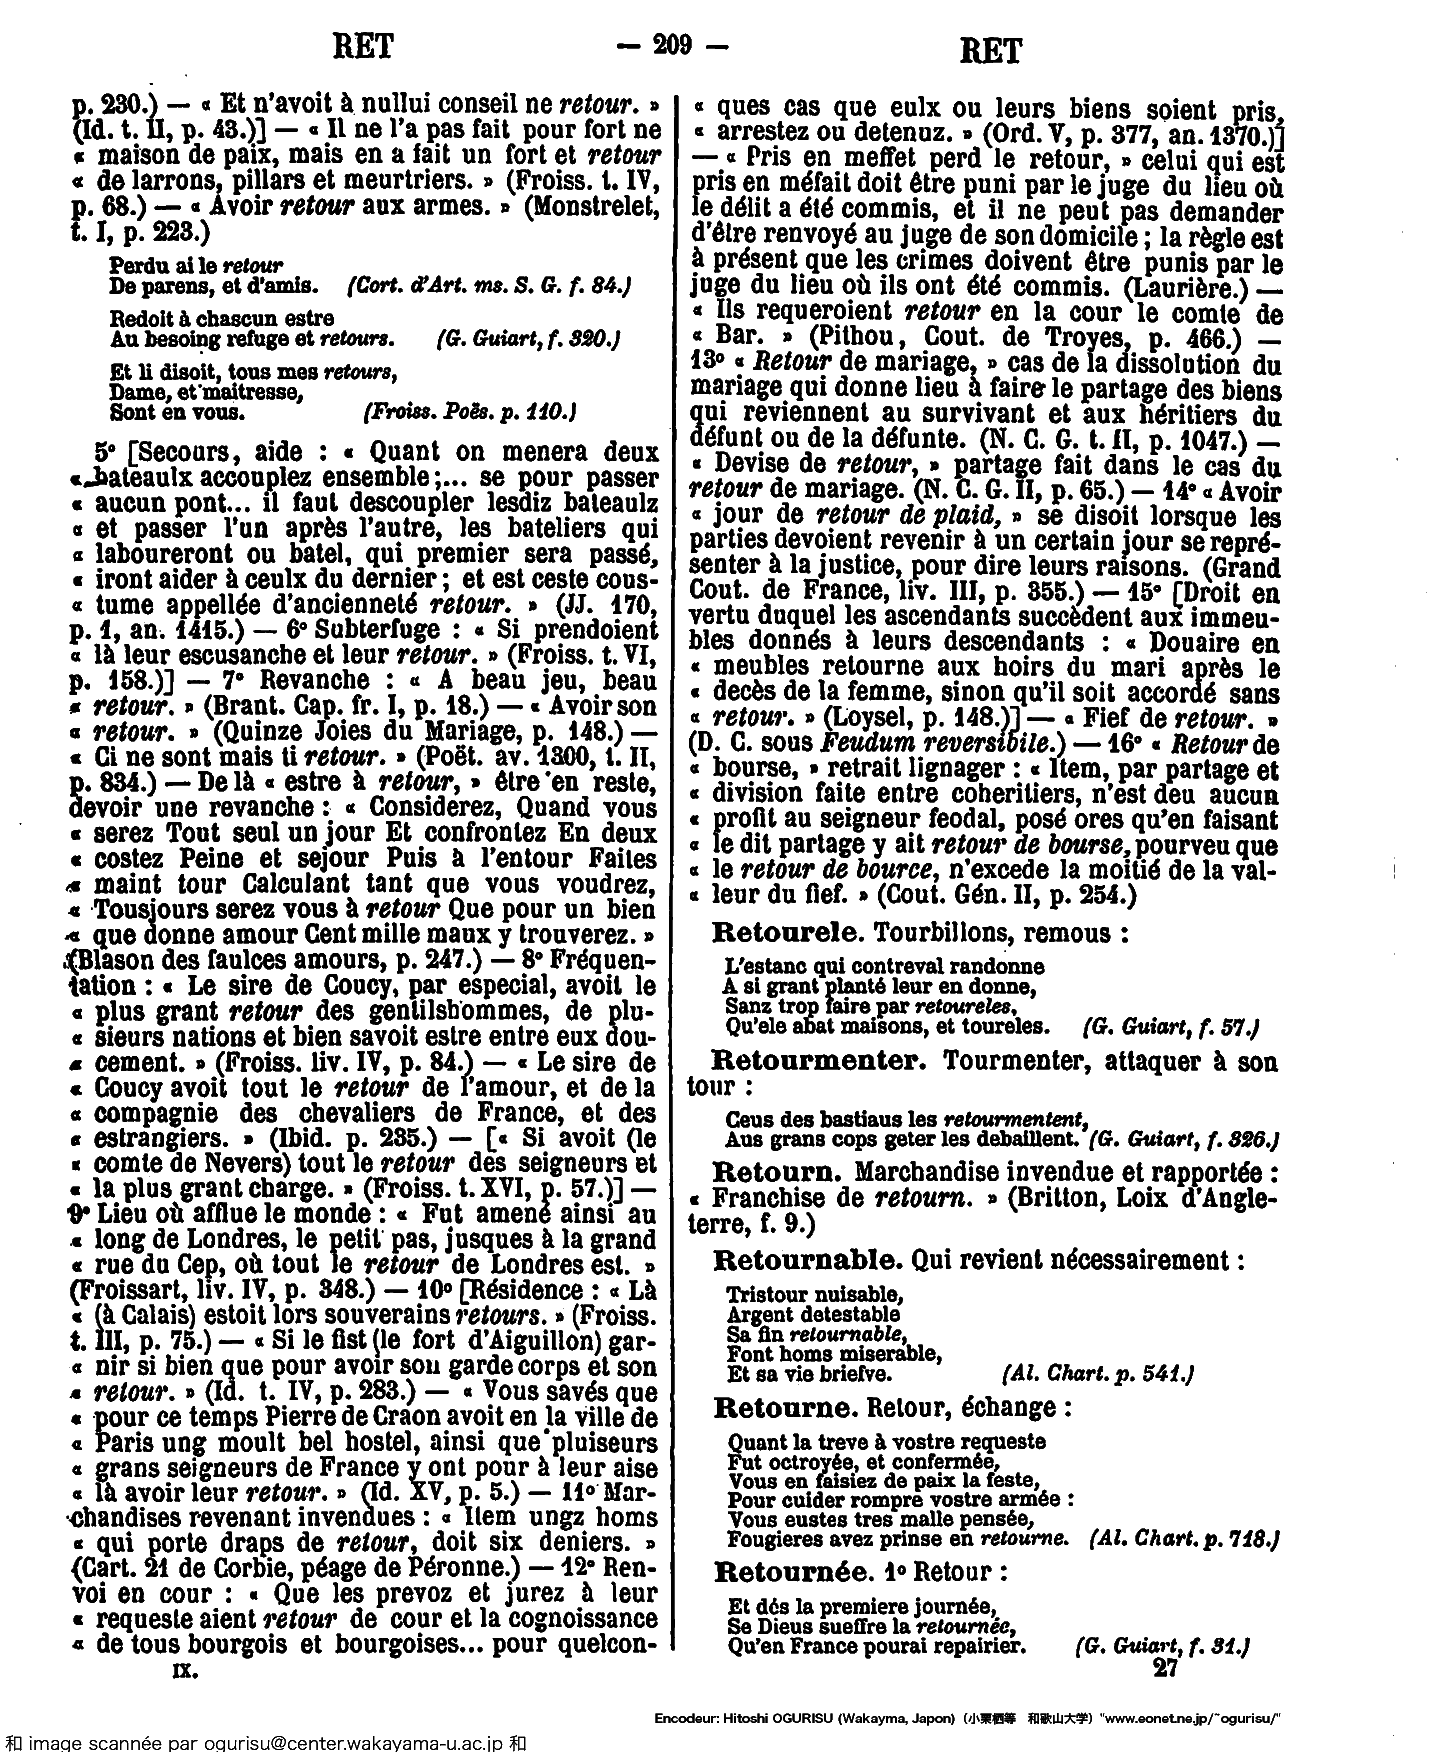 RET
— 209 —
RET
p. 230.) — « Et n'avoit à nullui conseil ne retour. »
(Id. t. II, p. 43.)] — « Il ne l'a pas fait pour fort ne
« maison de paix, mais en a fait un fort et retour
« de larrons, pillars et meurtriers. » (Froiss. t. IV,
p. 68.) — « Avoir retour aux armes. » (Monstrelet,
t. I, p. 223.)
Perdu ai le retour
De parens, et d'amis. (Cort. d'Art. ms. S. G. f. 84.)
Redoit à chascun estre
Au besoing refuge et retours. (G. Guiart, f. 320.)
Et li disoit, tous mes retours,
Dame, et maitresse,
Sont en vous. (Froiss. Poës. p. 110.)
5° [Secours, aide : « Quant on menera deux
« bateaulx accouplez ensemble ;... se pour passer
« aucun pont... il faut descoupler lesdiz bateaulz
« et passer l'un après l'autre, les bateliers qui
« laboureront ou batel, qui premier sera passé,
« iront aider à ceulx du dernier ; et est ceste cous-
« tume appellée d'ancienneté retour. » (JJ. 170,
p. 1, an. 1415.) — 6° Subterfuge : « Si prendoient
« là leur escusanche et leur retour. » (Froiss. t. VI,
p. 158.)] — 7° Revanche : « A beau jeu, beau
« retour. » (Brant. Cap. fr. I, p. 18.) — « Avoir son
« retour. » (Quinze Joies du Mariage, p. 148.) —
« Ci ne sont mais ti retour. » (Poët. av. 1300, t. II,
p. 834.) — De là « estre à retour, » être en reste,
devoir une revanche : « Considerez, Quand vous
« serez Tout seul un jour Et confrontez En deux
« costez Peine et sejour Puis à l'entour Faites
« maint tour Calculant tant que vous voudrez,
« Tousjours serez vous à retour Que pour un bien
« que donne amour Cent mille maux y trouverez. »
(Blason des faulces amours, p. 247.) — 8° Fréquen-
tation : « Le sire de Coucy, par especial, avoit le
« plus grant retour des gentilshommes, de plu-
« sieurs nations et bien savoit estre entre eux dou-
« cement. » (Froiss. liv. IV, p. 84.) — « Le sire de
« Coucy avoit tout le retour de l'amour, et de la
« compagnie des chevaliers de France, et des
« estrangiers. » (Ibid. p. 235.) — [« Si avoit (le
« comte de Nevers) tout le retour des seigneurs et
« la plus grant charge. » (Froiss. t. XVI, p. 57.)] —
9° Lieu où afflue le monde : « Fut amené ainsi au
« long de Londres, le petit pas, jusques à la grand
« rue du Cep, où tout le retour de Londres est. »
(Froissart, liv. IV, p. 348.) — 10° [Résidence : « Là
« (à Calais) estoit lors souverains retours. » (Froiss.
t. III, p. 75.) — « Si le fist (le fort d'Aiguillon) gar-
« nir si bien que pour avoir son garde corps et son
« retour. » (Id. t. IV, p. 283.) — « Vous savés que
« pour ce temps Pierre de Craon avoit en la ville de
« Paris ung moult bel hostel, ainsi que pluiseurs
« grans seigneurs de France y ont pour à leur aise
« là avoir leur retour. » (Id. XV, p. 5.) — 11° Mar-
chandises revenant invendues : « Item ungz homs
« qui porte draps de retour, doit six deniers. »
(Cart. 21 de Corbie, péage de Péronne.) — 12° Ren-
voi en cour : « Que les prevoz et jurez à leur
« requeste aient retour de cour et la cognoissance
« de tous bourgois et bourgoises... pour quelcon-
IX.
« ques cas que eulx ou leurs biens soient pris,
« arrestez ou detenuz. » (Ord. V, p. 377, an. 1370.)]
— « Pris en meffet perd le retour, » celui qui est
pris en méfait doit être puni par le juge du lieu où
le délit a été commis, et il ne peut pas demander
d'être renvoyé au juge de son domicile ; la règle est
à présent que les crimes doivent être punis par le
juge du lieu où ils ont été commis. (Laurière.) —
« Ils requeroient retour en la cour le comte de
« Bar. » (Pithou, Cout. de Troyes, p. 466.) —
13° « Retour de mariage, » cas de la dissolution du
mariage qui donne lieu à faire le partage des biens
qui reviennent au survivant et aux héritiers du
défunt ou de la défunte. (N. C. G. t. II, p. 1047.) —
« Devise de retour, » partage fait dans le cas du
retour de mariage. (N. C. G. II, p. 65.) — 14° « Avoir
« jour de retour de plaid, » se disoit lorsque les
parties devoient revenir à un certain jour se repré-
senter à la justice, pour dire leurs raisons. (Grand
Cout. de France, liv. III, p. 355.) — 15° [Droit en
vertu duquel les ascendants succèdent aux immeu-
bles donnés à leurs descendants : « Douaire en
« meubles retourne aux hoirs du mari après le
« decès de la femme, sinon qu'il soit accordé sans
« retour. » (Loysel, p. 148.)] — « Fief de retour. »
(D. C. sous Feudum reversibile.) — 16° « Retour de
« bourse, » retrait lignager : « Item, par partage et
« division faite entre coheritiers, n'est deu aucun
« profit au seigneur feodal, posé ores qu'en faisant
« le dit partage y ait retour de bourse, pourveu que
« le retour de bource, n'excede la moitié de la val-
« leur du fief. » (Cout. Gén. II, p. 254.)
Retourele. Tourbillons, remous :
L'estanc qui contreval randonne
A si grant planté leur en donne,
Sanz trop faire par retoureles,
Qu'ele abat maisons, et toureles. (G. Guiart, f. 57.)
Retourmenter. Tourmenter, attaquer à son
tour :
Ceus des bastiaus les retourmentent,
Aus grans cops geter les debaillent. (G. Guiart, f. 326.)
Retourn. Marchandise invendue et rapportée :
« Franchise de retourn. » (Britton, Loix d'Angle-
terre, f. 9.)
Retournable. Qui revient nécessairement :
Tristour nuisable,
Argent detestable
Sa fin retournable,
Font homs miserable,
Et sa vie briefve. (Al. Chart. p. 541.)
Retourne. Retour, échange :
Quant la treve à vostre requeste
Fut octroyée, et confermée,
Vous en faisiez de paix la feste,
Pour cuider rompre vostre armée :
Vous eustes tres malle pensée,
Fougieres avez prinse en retourne. (Al. Chart. p. 718.)
Retournée. 1° Retour :
Et dés la premiere journée,
Se Dieus sueffre la retournée,
Qu'en France pourai repairier. (G. Guiart, f. 31.)
27
Encodeur: Hitoshi OGURISU (Wakayma, Japon) (小栗栖等 和歌山大学) "www.eonet.ne.jp/~ogurisu/"
和 image scannée par ogurisu@center.wakayama-u.ac.jp 和